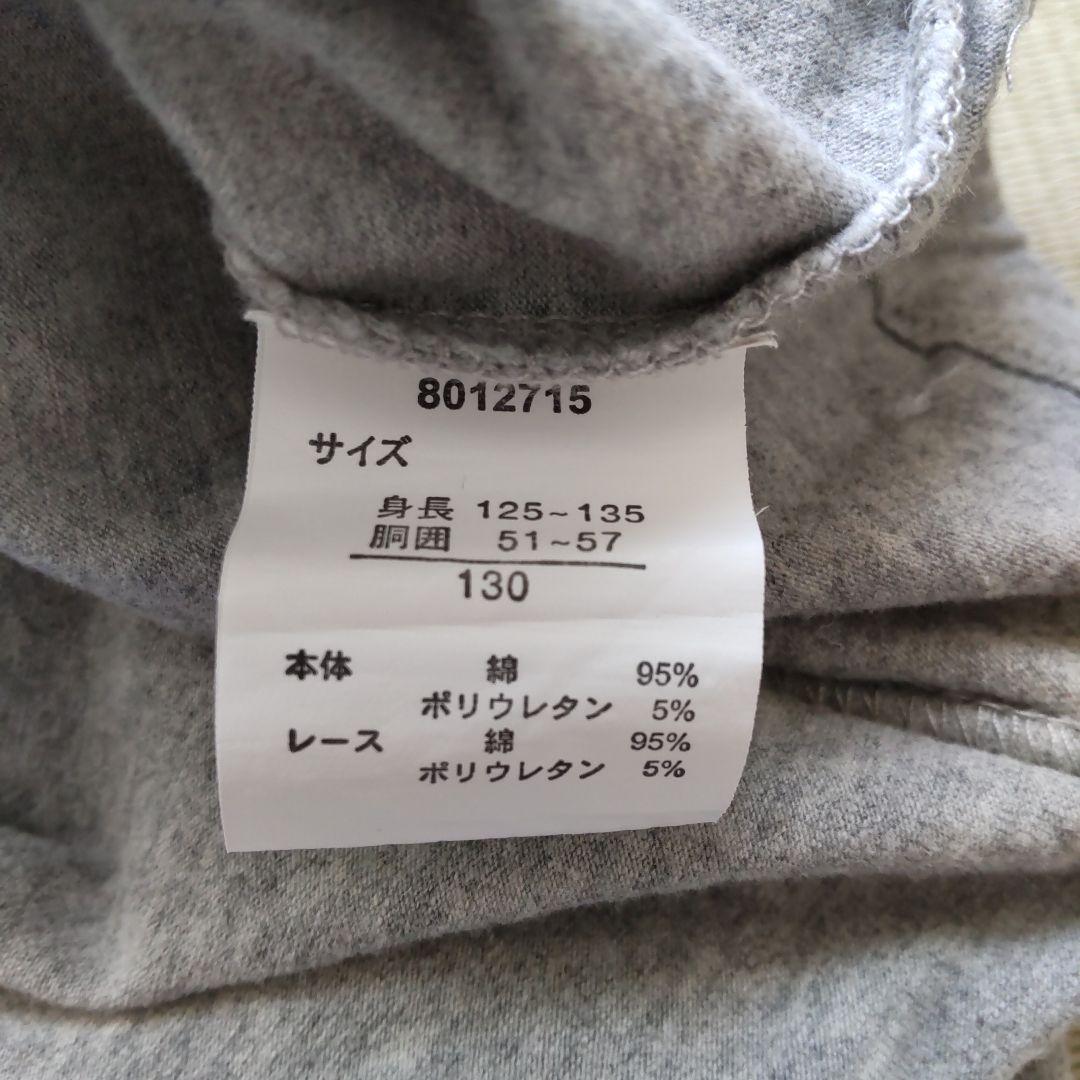 8012715
サイズ
身長 125~135
胴囲 51~57
130
本体 綿 95%
ポリウレタン 5%
レース 綿 95%
ポリウレタン 5%